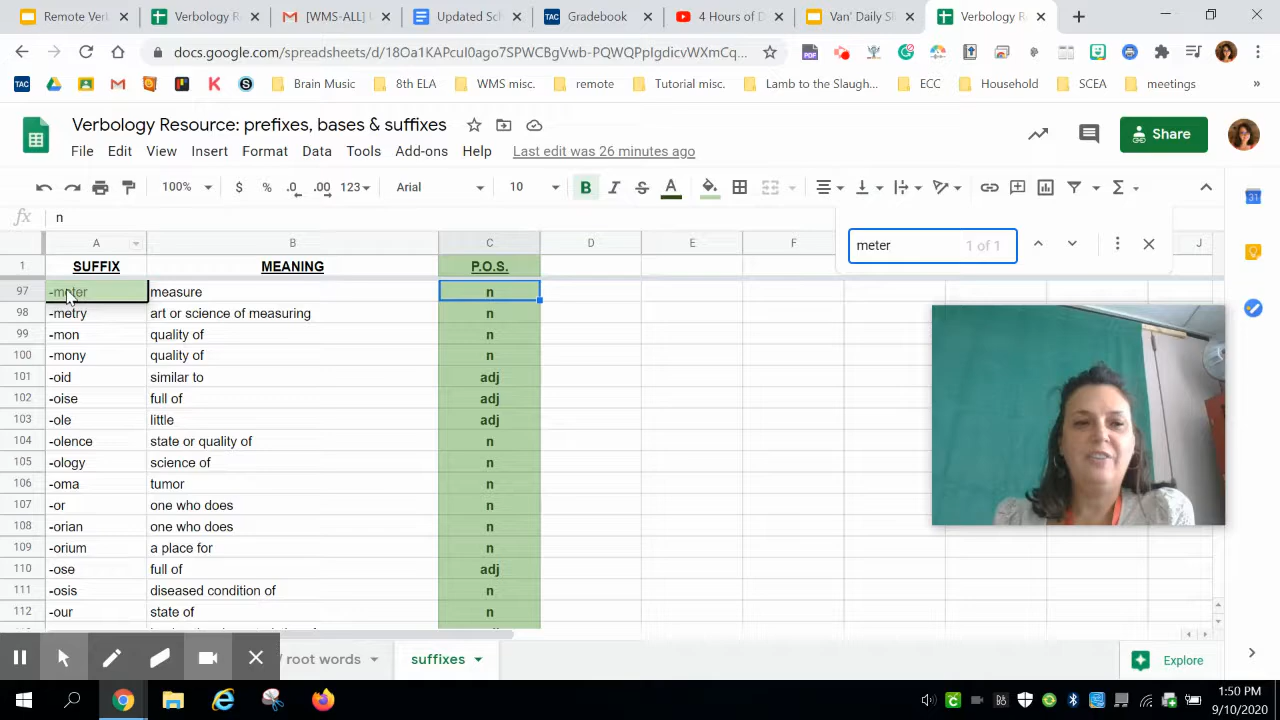 Remote Ver
Verbology R
[WMS-ALL] U
Updated Sch
Gradebook
4 Hours of D
Van' Daily Sl
Verbology Re
docs.google.com/spreadsheets/d/18Oa1KAPcuI0ago7SPWCBgVwb-PQWQPpIgdicvWXmCq...
TAC
Brain Music
8th ELA
WMS misc.
remote
Tutorial misc.
Lamb to the Slaugh...
ECC
Household
SCEA
meetings
Verbology Resource: prefixes, bases & suffixes
File Edit View Insert Format Data Tools Add-ons Help Last edit was 26 minutes ago
Share
100% $ % .0 .00 123 Arial 10 B I S A
fx n
meter 1 of 1
A B C D E F J
1 SUFFIX MEANING P.O.S.
97 -meter measure n
98 -metry art or science of measuring n
99 -mon quality of n
100 -mony quality of n
101 -oid similar to adj
102 -oise full of adj
103 -ole little adj
104 -olence state or quality of n
105 -ology science of n
106 -oma tumor n
107 -or one who does n
108 -orian one who does n
109 -orium a place for n
110 -ose full of adj
111 -osis diseased condition of n
112 -our state of n
/ root words
suffixes
Explore
1:50 PM
9/10/2020